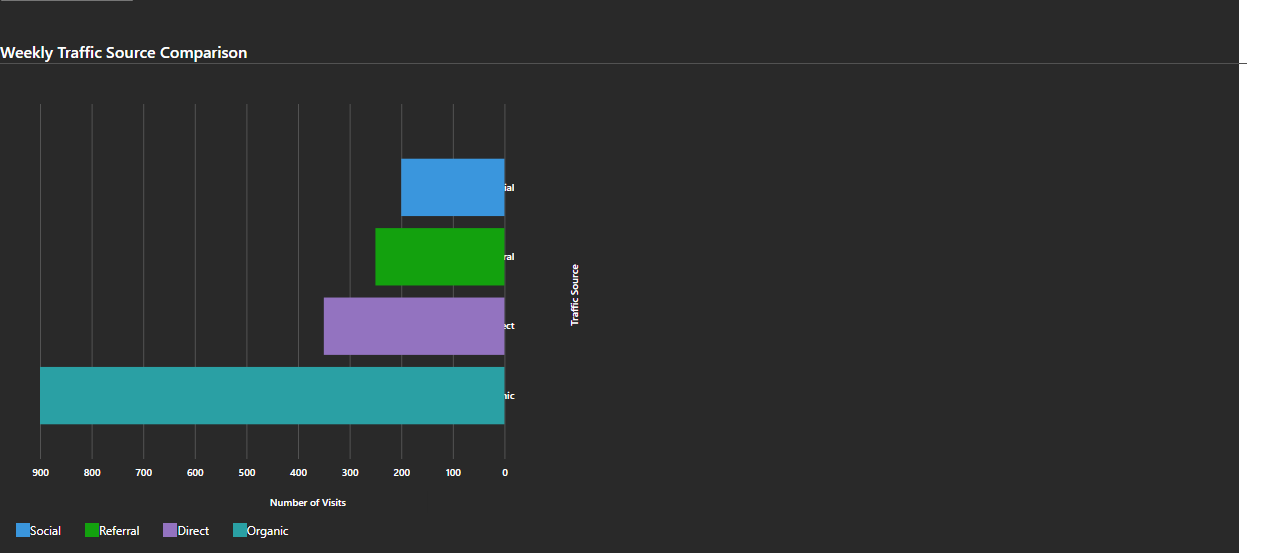 Weekly Traffic Source Comparison
ial
ral
Traffic Source
ect
nic
900 800 700 600 500 400 300 200 100 0
Number of Visits
Social Referral Direct Organic